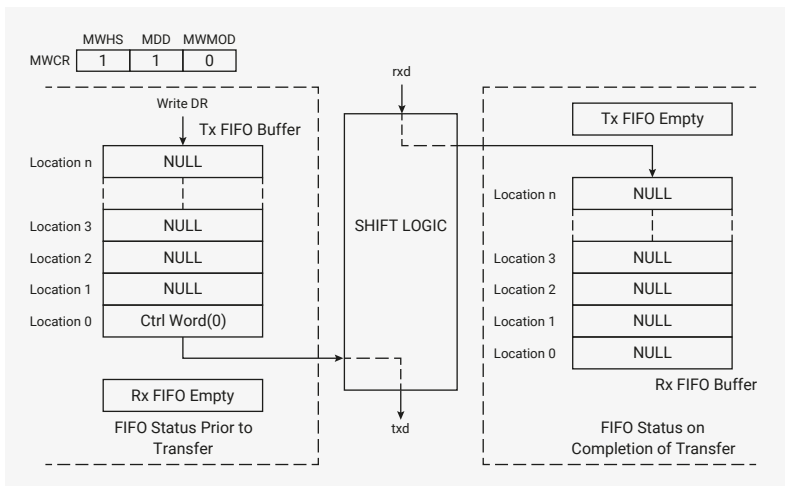 MWHS MDD MWMOD
MWCR 1 1 0
Write DR
Tx FIFO Buffer
Location n NULL
Location 3 NULL
Location 2 NULL
Location 1 NULL
Location 0 Ctrl Word(0)
Rx FIFO Empty
FIFO Status Prior to
Transfer
rxd
SHIFT LOGIC
txd
Tx FIFO Empty
Location n NULL
Location 3 NULL
Location 2 NULL
Location 1 NULL
Location 0 NULL
Rx FIFO Buffer
FIFO Status on
Completion of Transfer